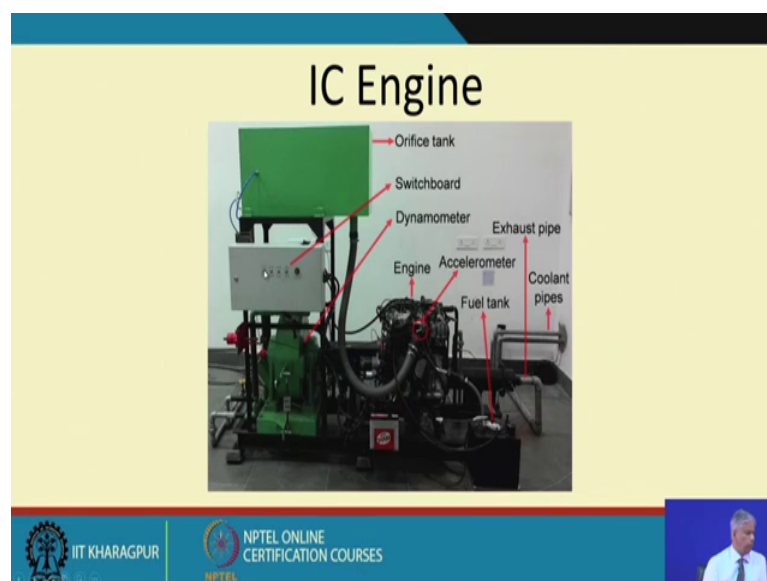 IC Engine
Orifice tank
Switchboard
Dynamometer
Exhaust pipe
Engine
Accelerometer
Coolant
pipes
Fuel tank
IIT KHARAGPUR
NPTEL ONLINE
CERTIFICATION COURSES
NPTEL